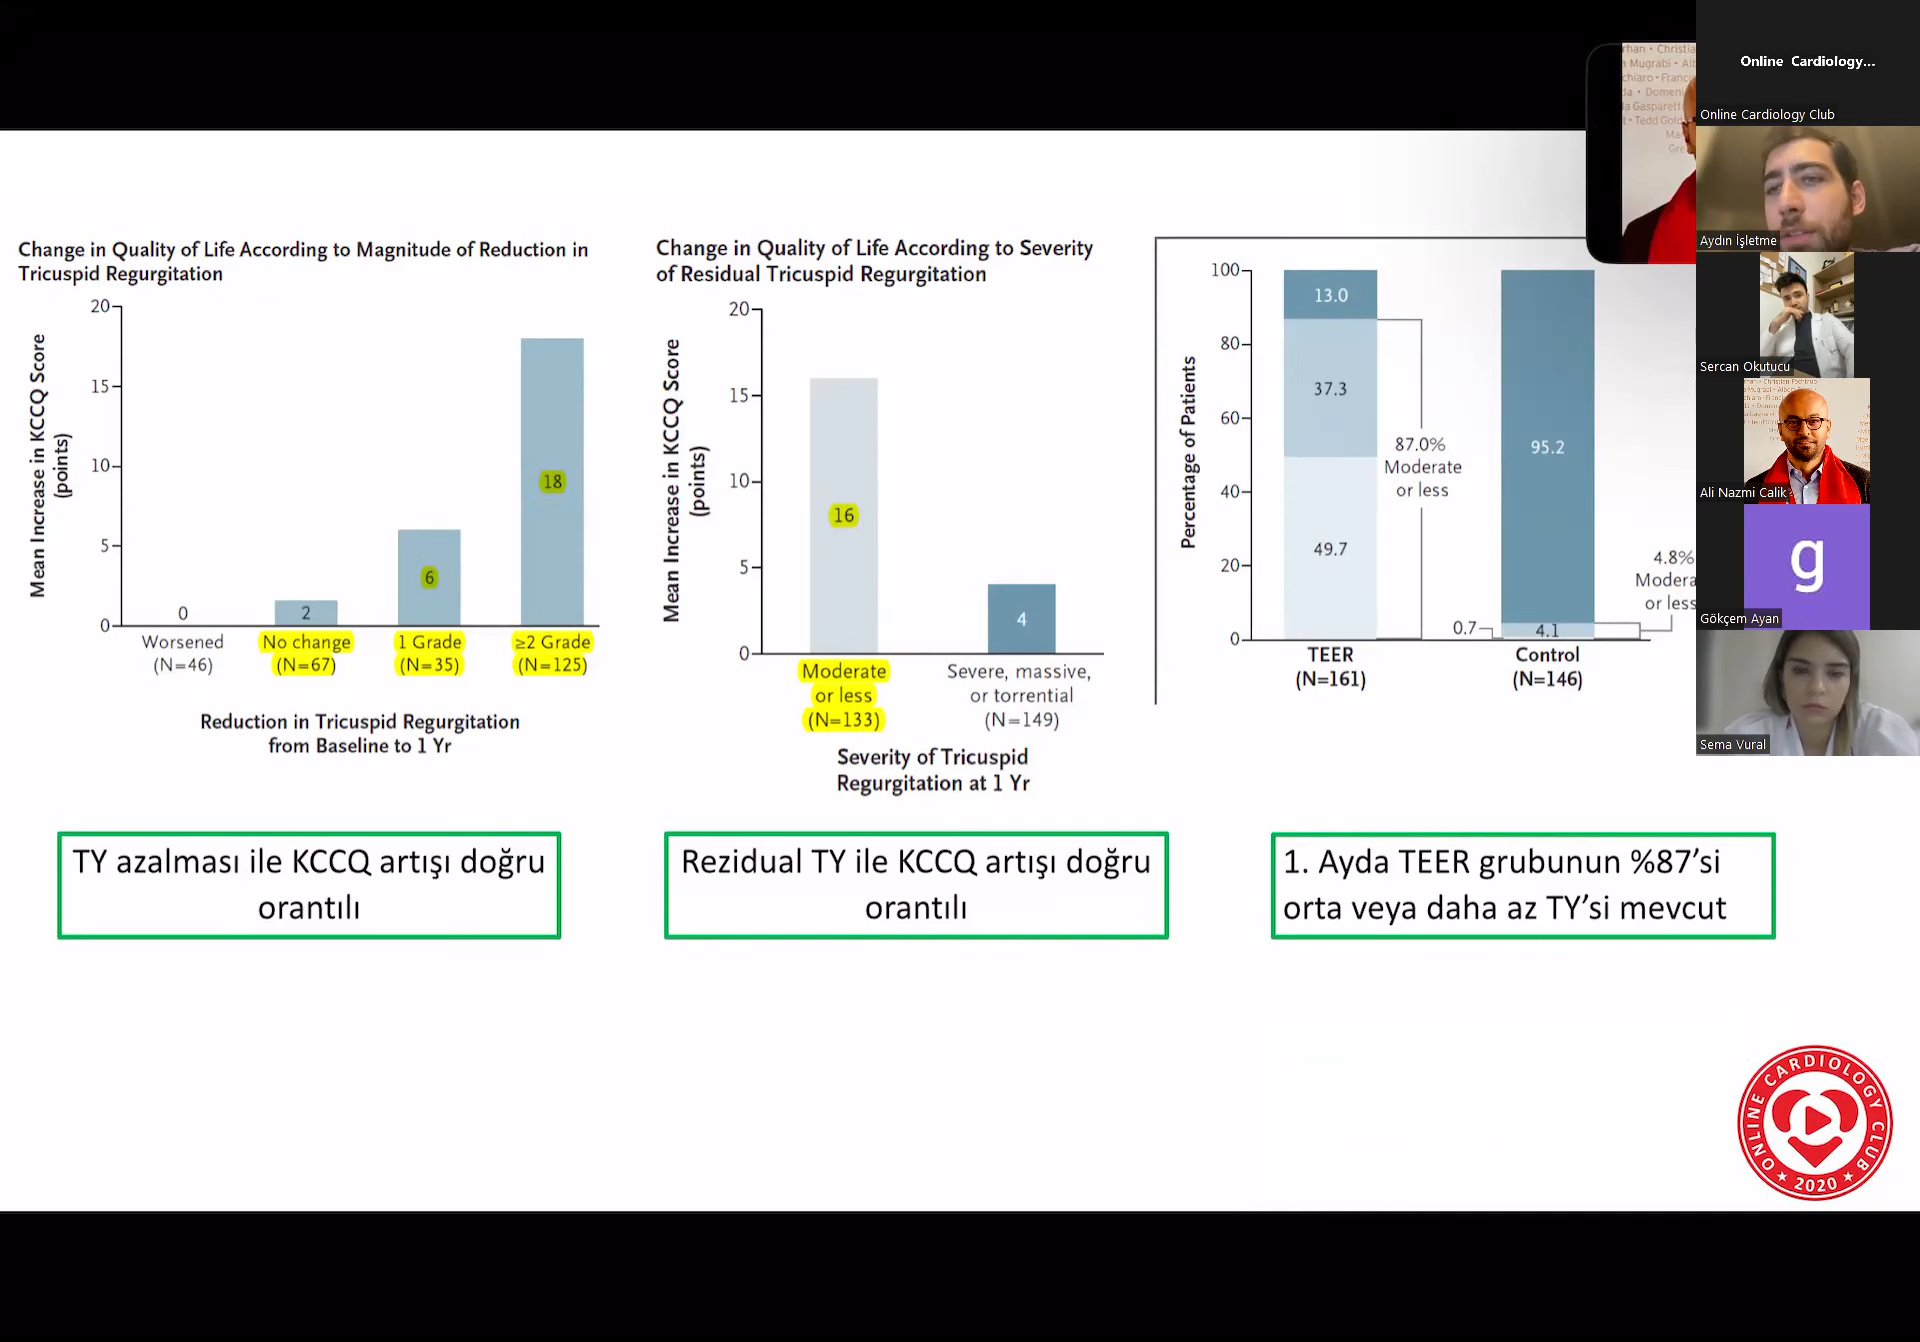 Change in Quality of Life According to Magnitude of Reduction in
Tricuspid Regurgitation
Mean Increase in KCCQ Score
(points)
20
15
10
5
0
0
2
6
18
Worsened
(N=46)
No change
(N=67)
1 Grade
(N=35)
≥2 Grade
(N=125)
Reduction in Tricuspid Regurgitation
from Baseline to 1 Yr
Change in Quality of Life According to Severity
of Residual Tricuspid Regurgitation
Mean Increase in KCCQ Score
(points)
20
15
10
5
0
16
4
Moderate
or less
(N=133)
Severe, massive,
or torrential
(N=149)
Severity of Tricuspid
Regurgitation at 1 Yr
Percentage of Patients
100
80
60
40
20
0
13.0
37.3
49.7
87.0%
Moderate
or less
95.2
4.1
0.7
4.8%
Modera
or less
TEER
(N=161)
Control
(N=146)
TY azalması ile KCCQ artışı doğru
orantılı
Rezidual TY ile KCCQ artışı doğru
orantılı
1. Ayda TEER grubunun %87’si
orta veya daha az TY’si mevcut
Online Cardiology...
Online Cardiology Club
Aydın İşletme
Sercan Okutucu
Ali Nazmi Calik
g
Gökçem Ayan
Sema Vural
ONLINE CARDIOLOGY CLUB
2020